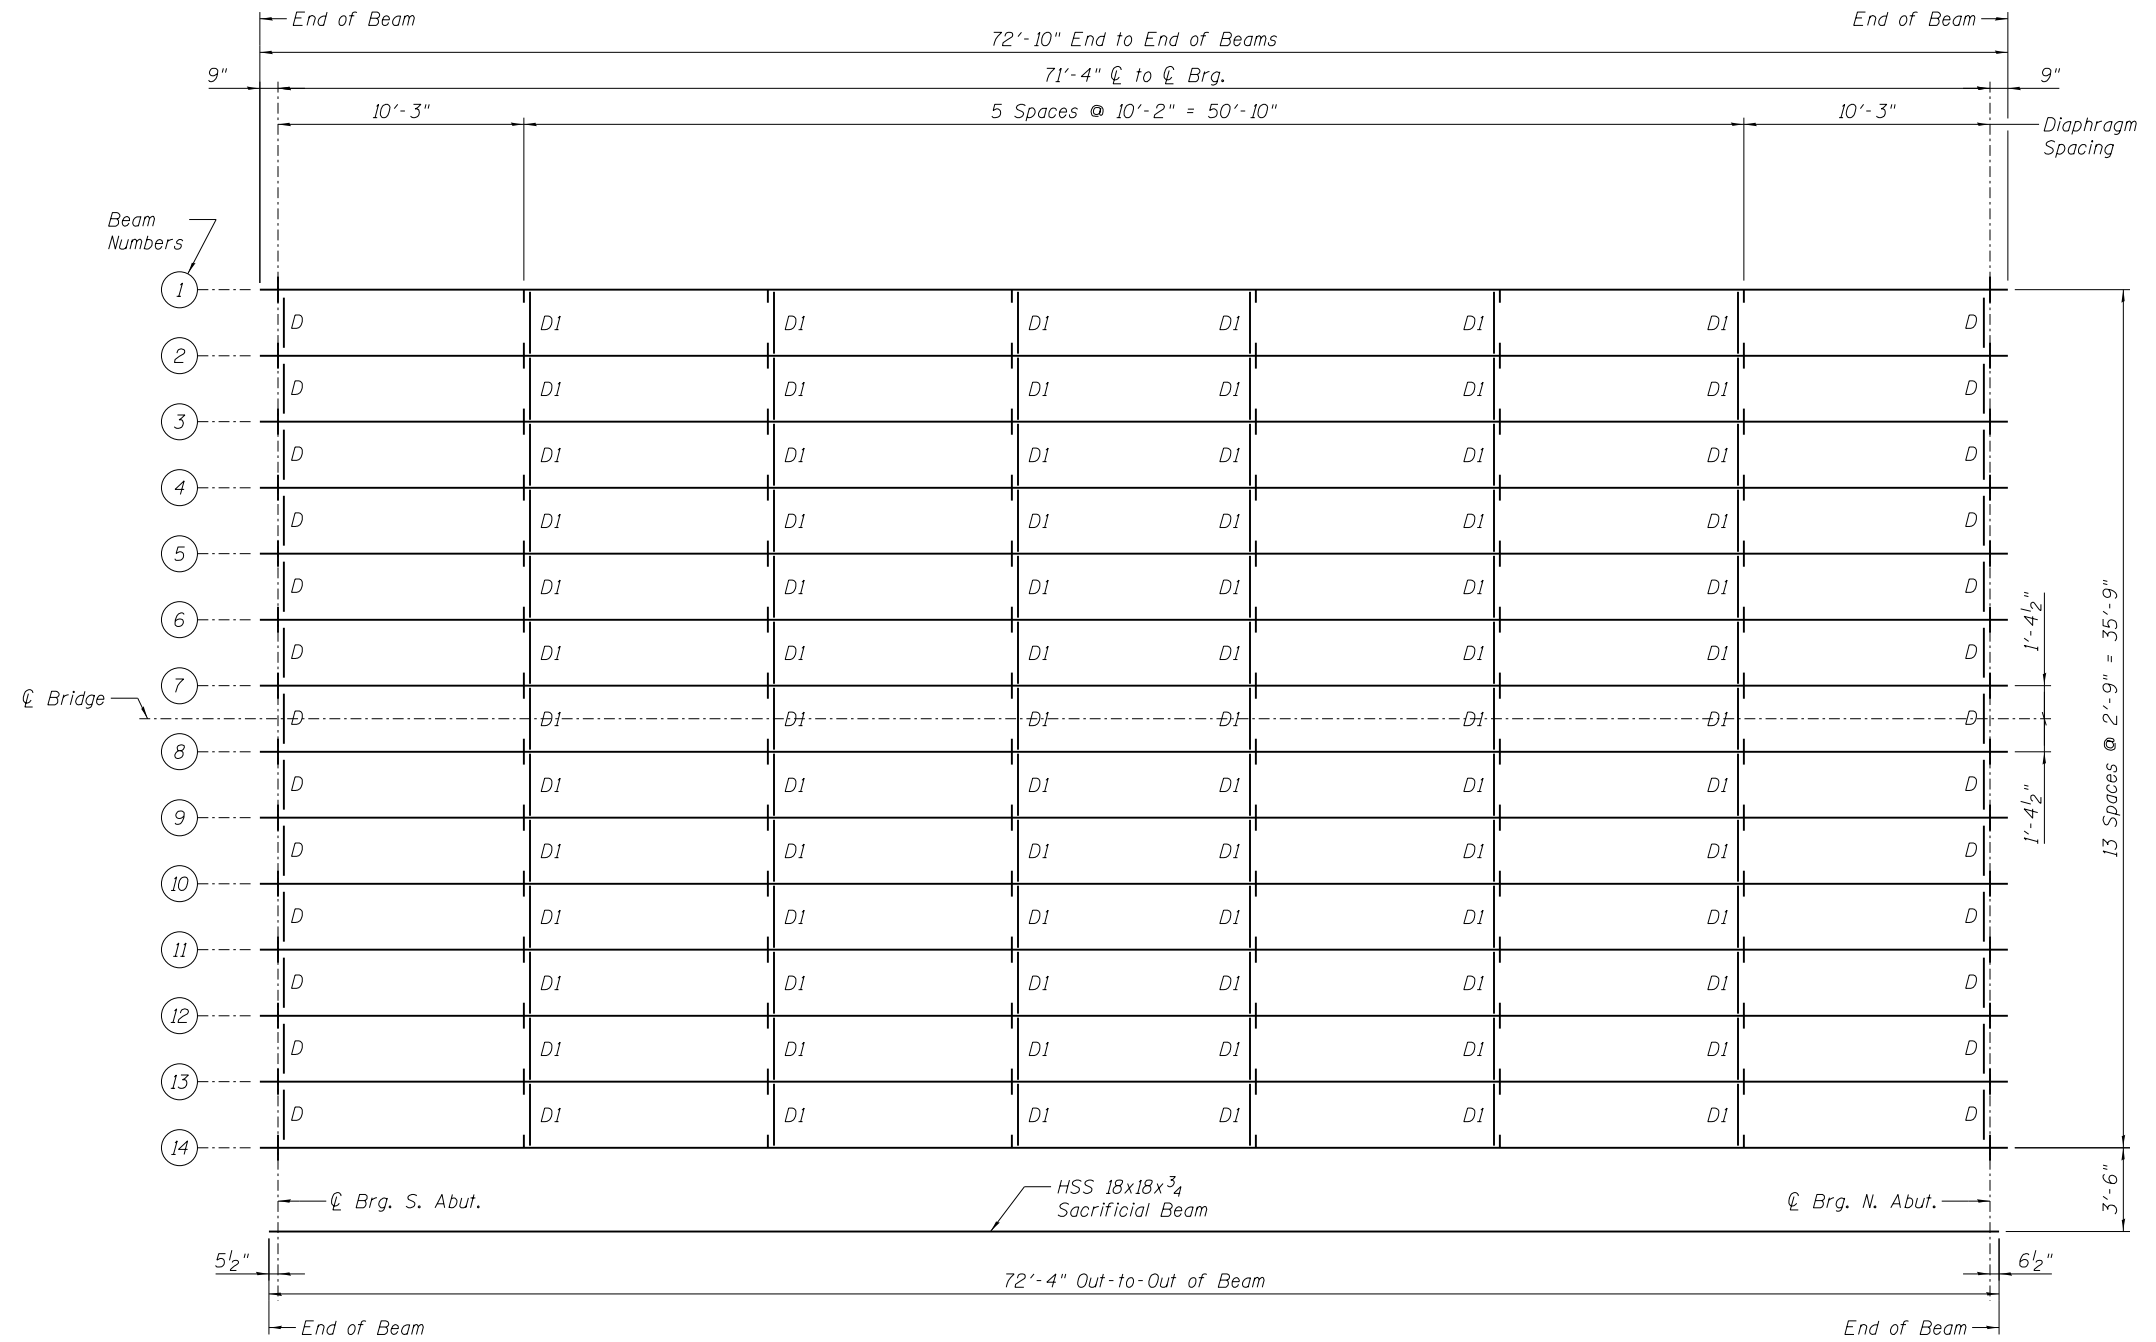 End of Beam End of Beam
72'-10" End to End of Beams
9" 71'-4" ℄ to ℄ Brg. 9"
10'-3" 5 Spaces @ 10'-2" = 50'-10" 10'-3"
Diaphragm
Spacing
Beam
Numbers
1
D D1 D1 D1 D1 D1 D1 D
2
D D1 D1 D1 D1 D1 D1 D
3
D D1 D1 D1 D1 D1 D1 D
4
D D1 D1 D1 D1 D1 D1 D
5
D D1 D1 D1 D1 D1 D1 D
6
D D1 D1 D1 D1 D1 D1 D
7
℄ Bridge
D D1 D1 D1 D1 D1 D1 D
8
D D1 D1 D1 D1 D1 D1 D
9
D D1 D1 D1 D1 D1 D1 D
10
D D1 D1 D1 D1 D1 D1 D
11
D D1 D1 D1 D1 D1 D1 D
12
D D1 D1 D1 D1 D1 D1 D
13
D D1 D1 D1 D1 D1 D1 D
14
1'-4½"
1'-4½"
13 Spaces @ 2'-9" = 35'-9"
3'-6"
℄ Brg. S. Abut.
HSS 18x18x¾
Sacrificial Beam
℄ Brg. N. Abut.
5½" 6½"
72'-4" Out-to-Out of Beam
End of Beam End of Beam